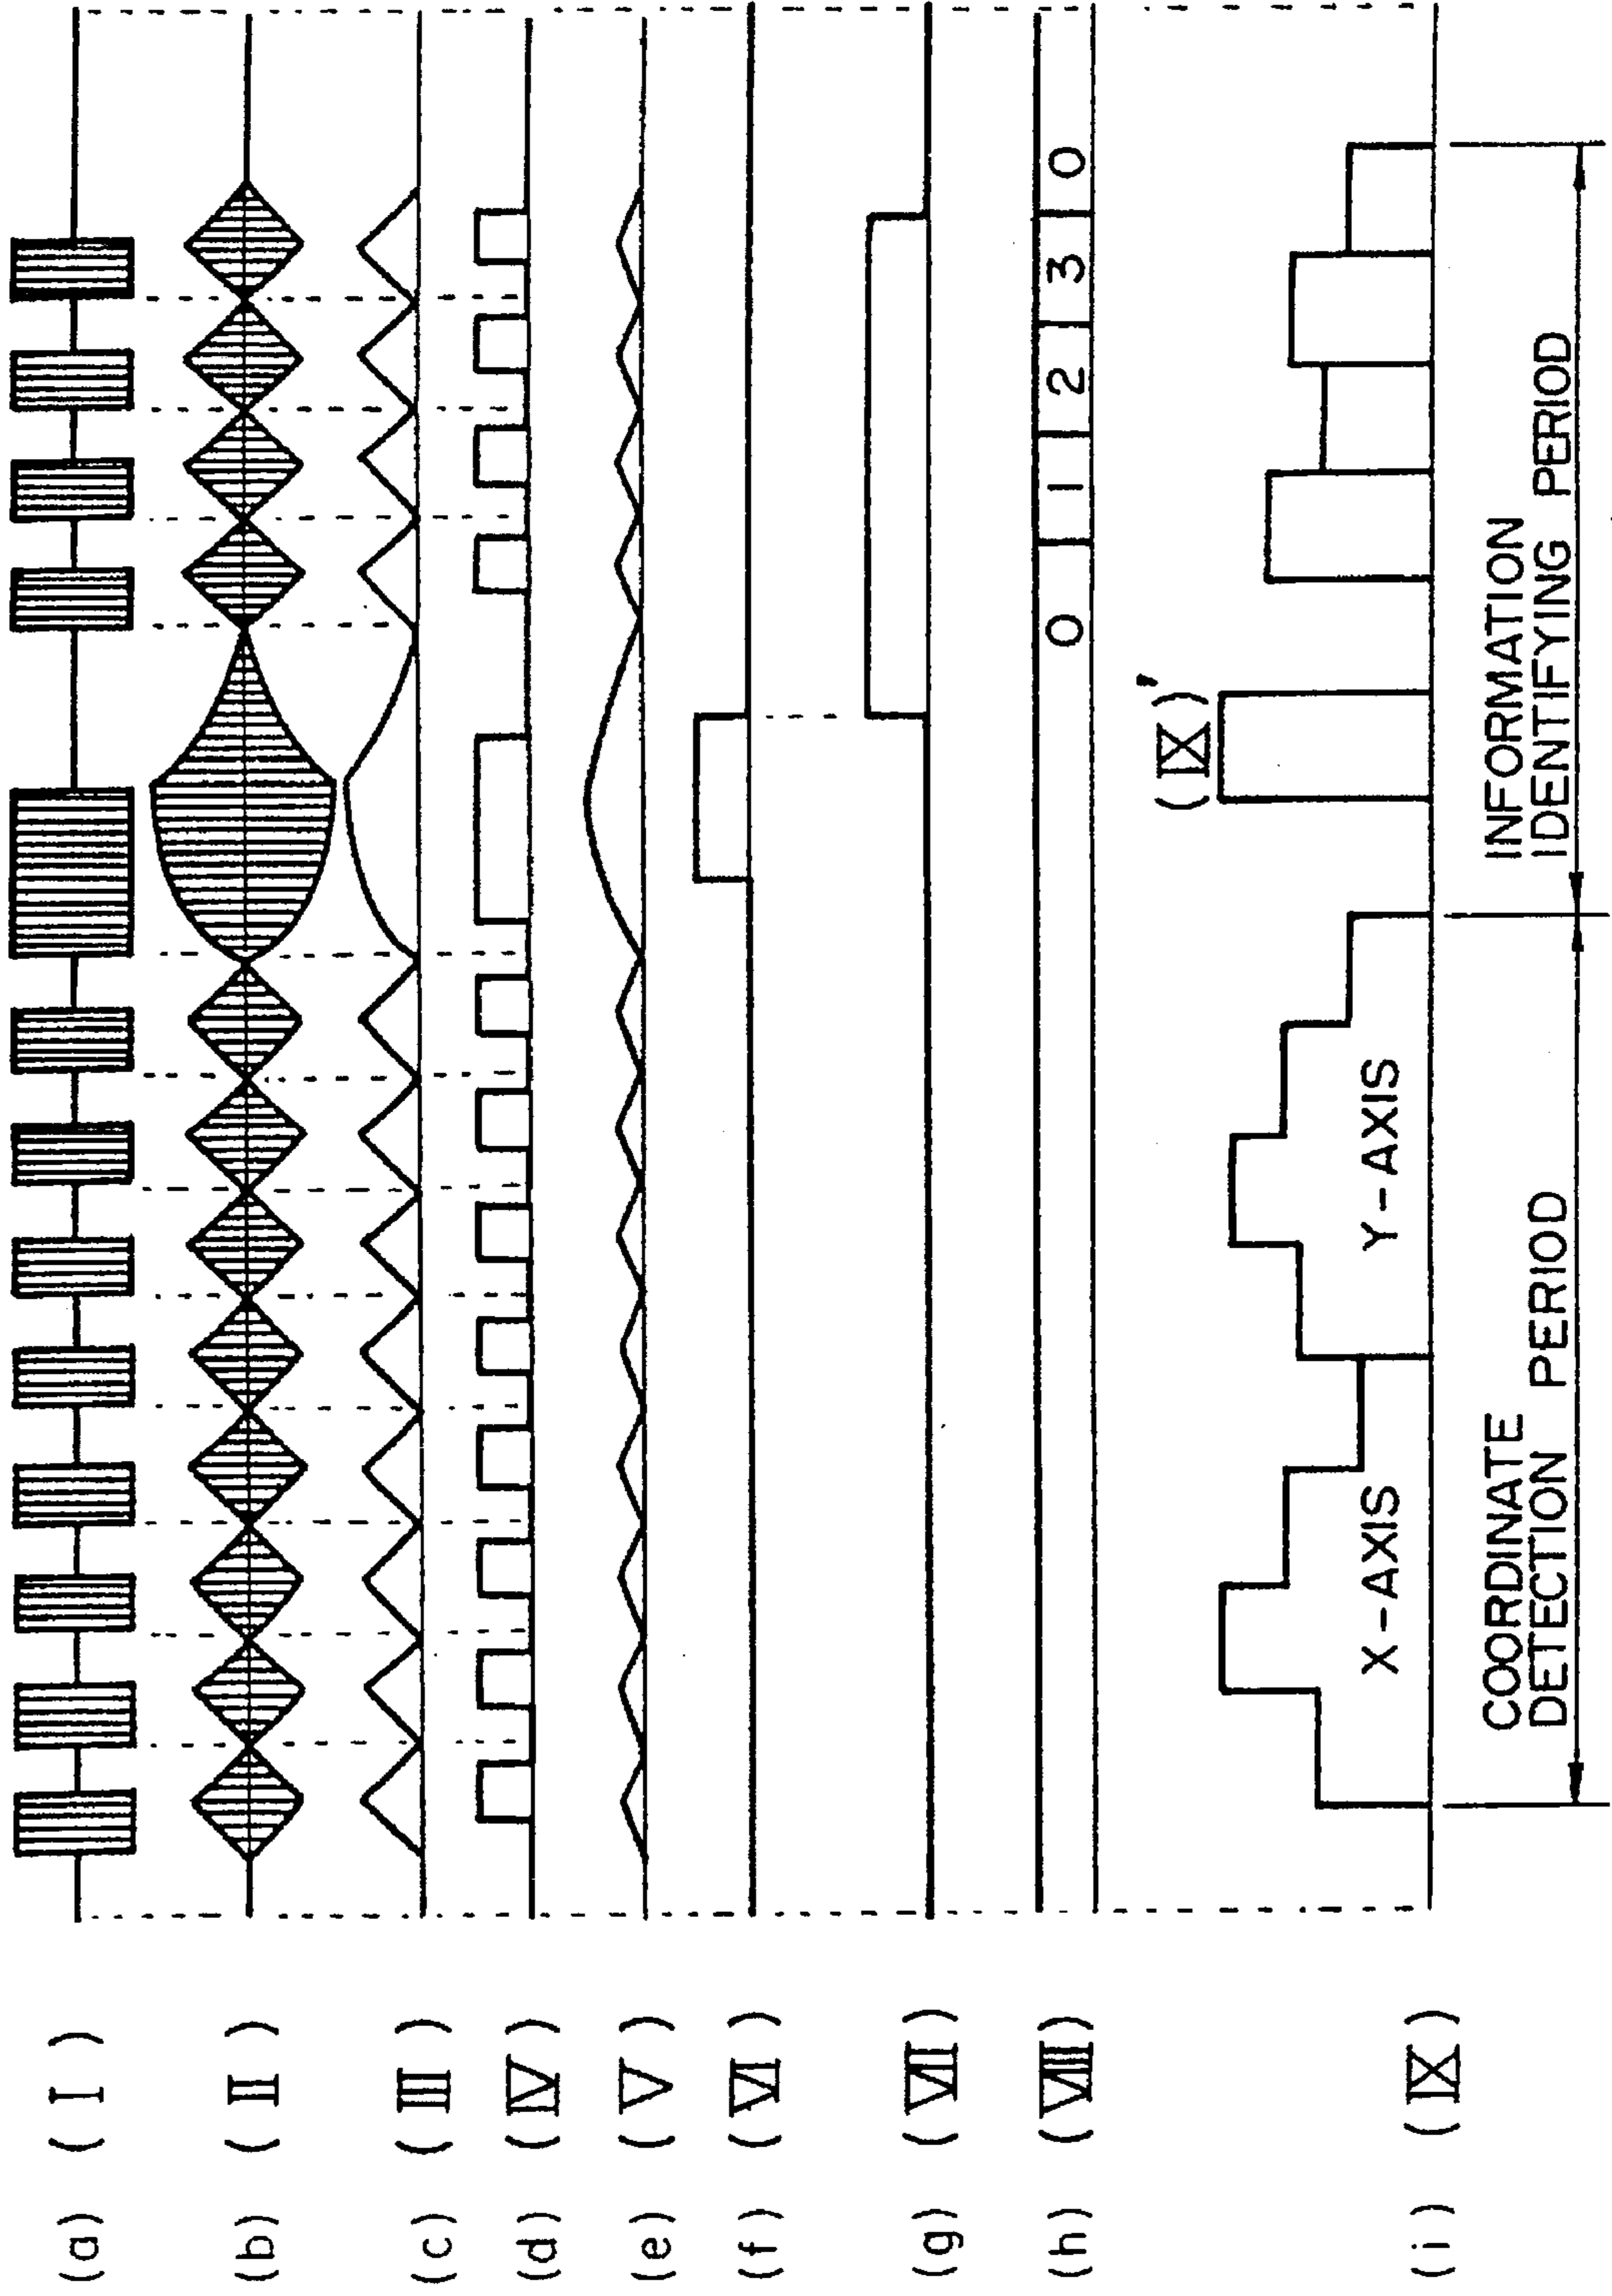 (a) (I)
(b) (II)
(c) (III)
(d) (IV)
(e) (V)
(f) (VI)
(g) (VII)
(h) (VIII) 0 1 2 3 0
(i) (IX)
(IX)'
X-AXIS
Y-AXIS
COORDINATE
DETECTION PERIOD
INFORMATION
IDENTIFYING PERIOD